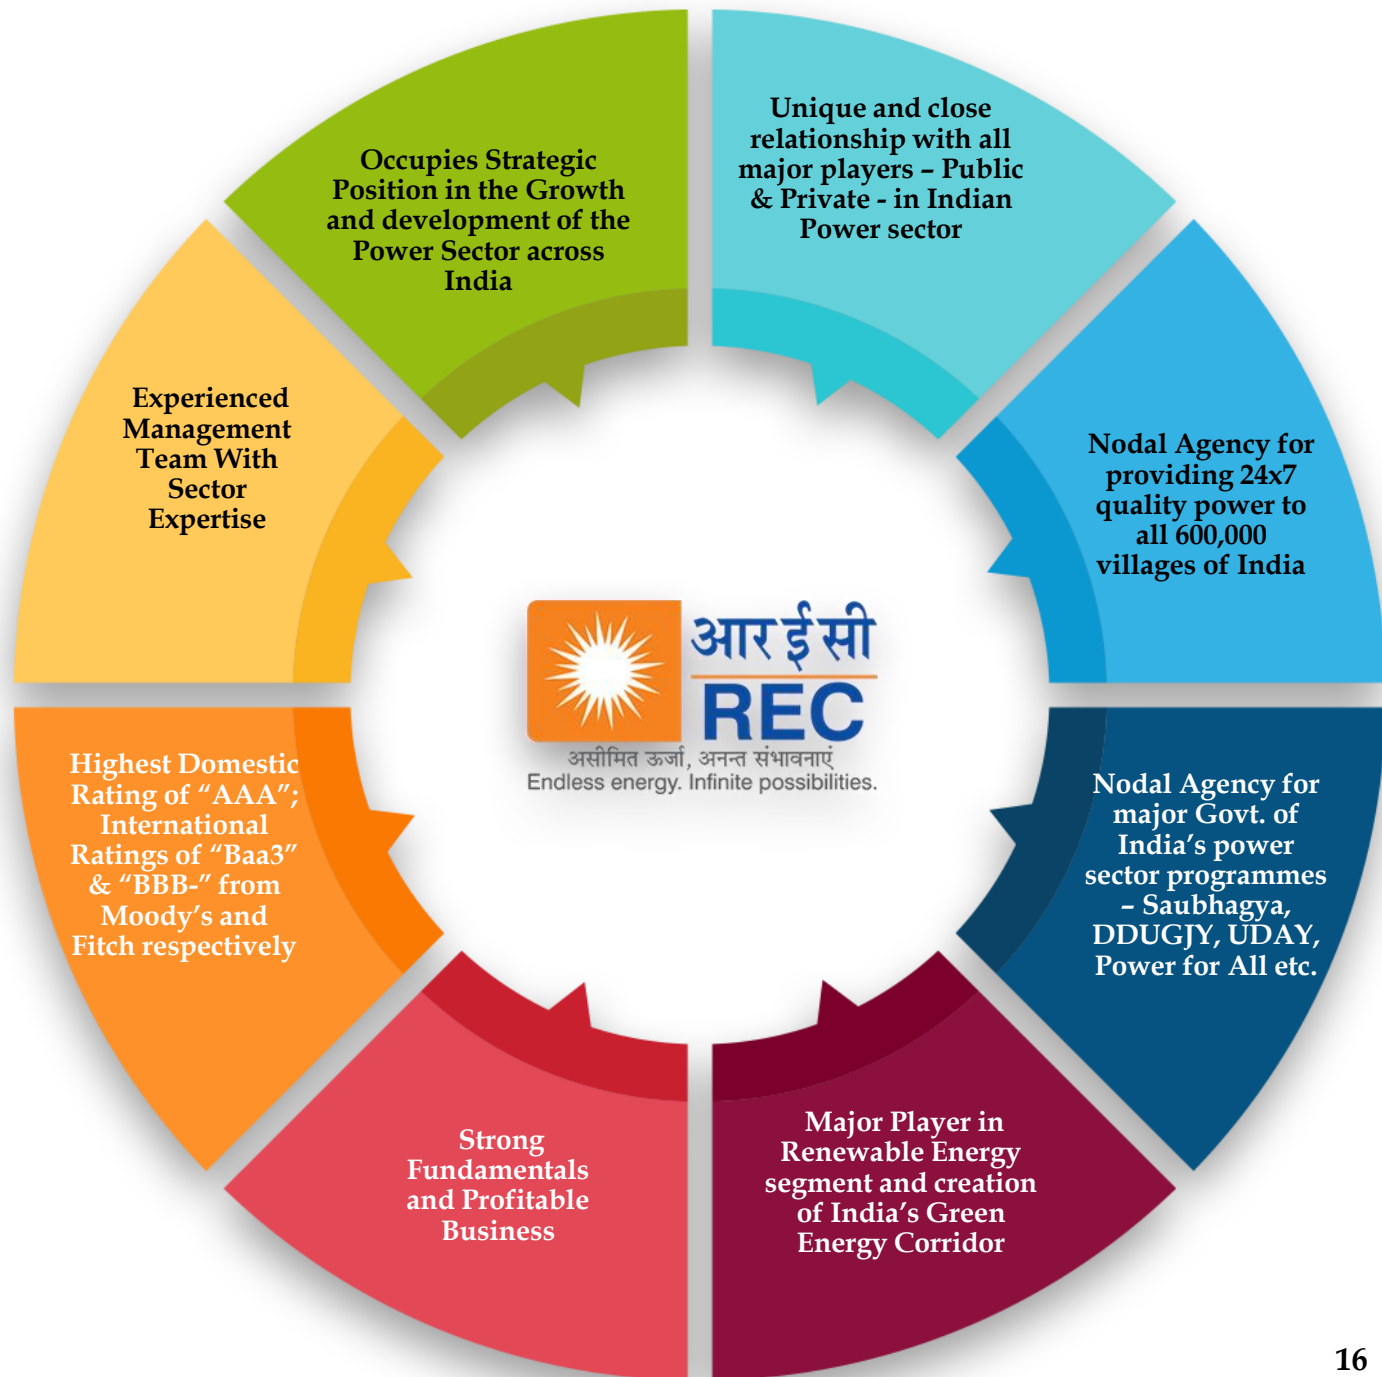 Occupies Strategic
Position in the Growth
and development of the
Power Sector across
India
Unique and close
relationship with all
major players – Public
& Private - in Indian
Power sector
Nodal Agency for
providing 24x7
quality power to
all 600,000
villages of India
Nodal Agency for
major Govt. of
India’s power
sector programmes
– Saubhagya,
DDUGJY, UDAY,
Power for All etc.
Major Player in
Renewable Energy
segment and creation
of India’s Green
Energy Corridor
Strong
Fundamentals
and Profitable
Business
Highest Domestic
Rating of “AAA”;
International
Ratings of “Baa3”
& “BBB-” from
Moody’s and
Fitch respectively
Experienced
Management
Team With
Sector
Expertise
आर ई सी
REC
असीमित ऊर्जा, अनन्त संभावनाएं
Endless energy. Infinite possibilities.
16